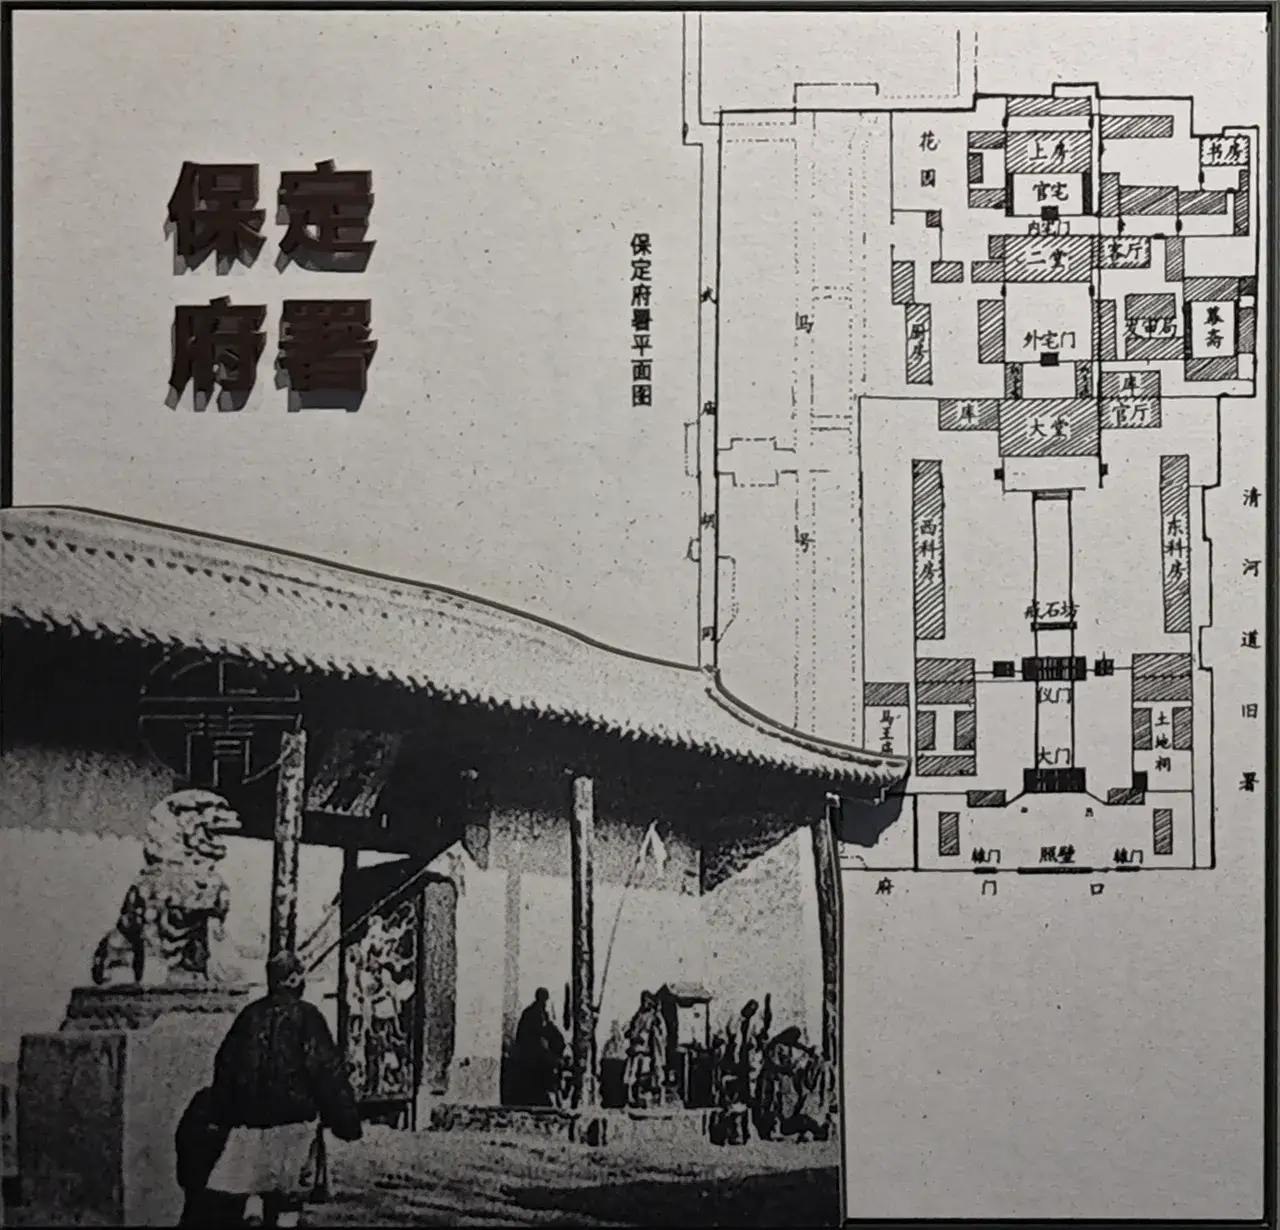 保定
府署
保定府署平面图
花园
上房
书房
官宅
内宅门
二堂
客厅
马号
厨房
外宅门
发审局
幕斋
库
库
官厅
大堂
武庙胡同
西科房
东科房
清河道旧署
戒石坊
仪门
马王庙
土地祠
大门
辕门
照壁
辕门
府门口